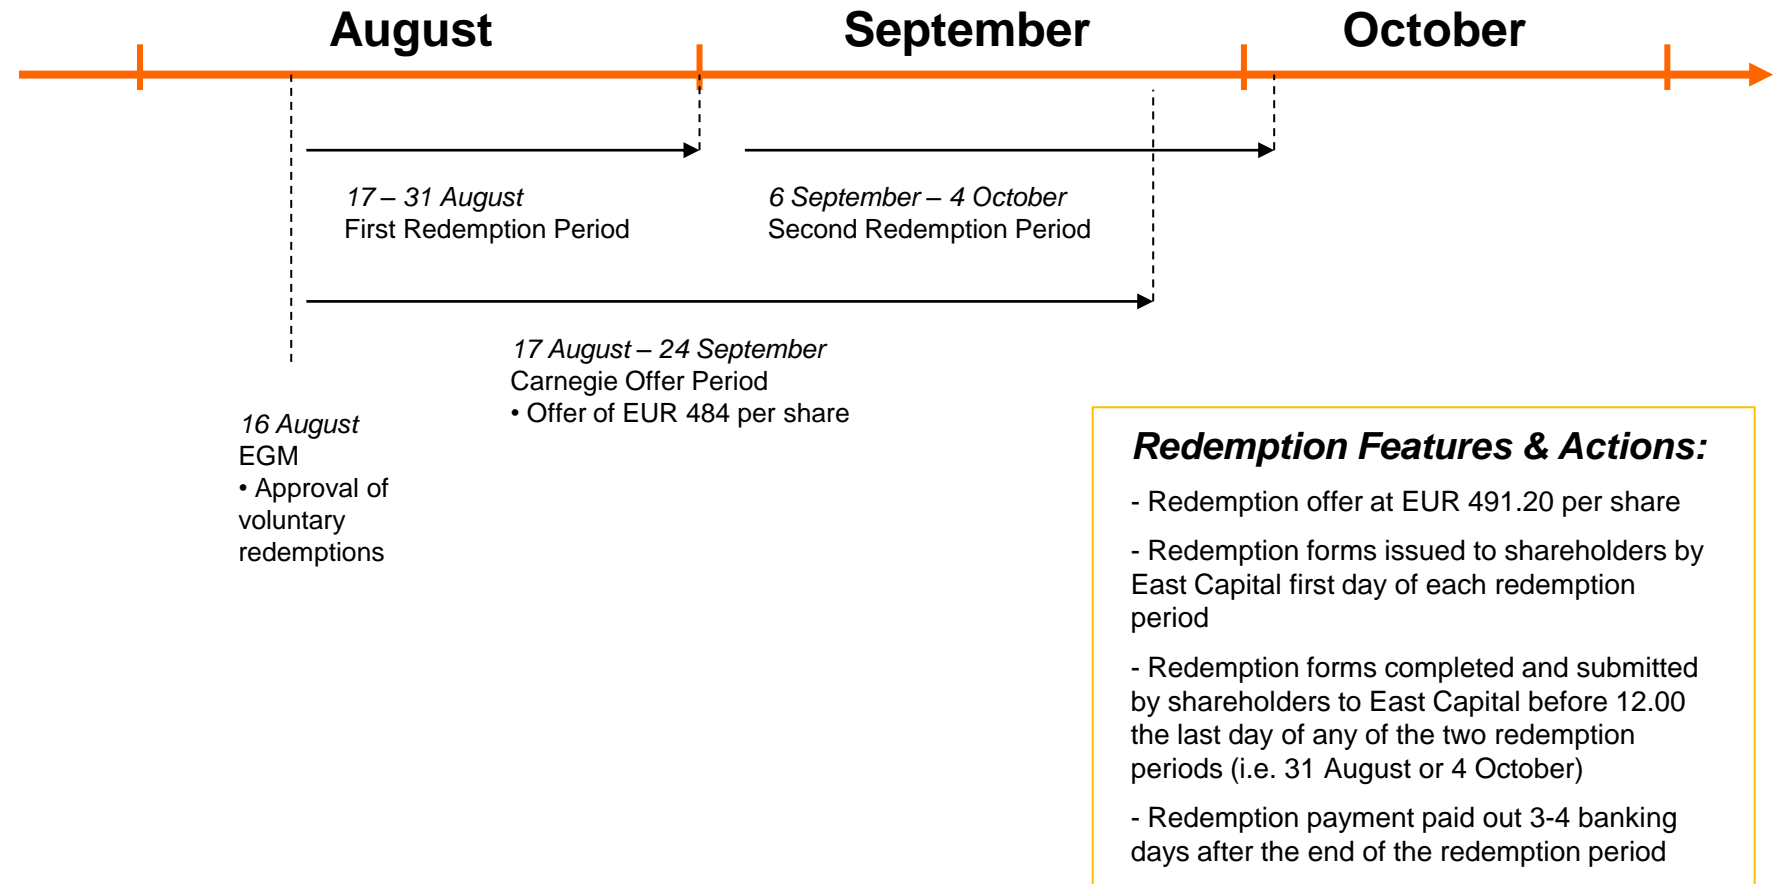 August
September
October
17 – 31 August
First Redemption Period
6 September – 4 October
Second Redemption Period
17 August – 24 September
Carnegie Offer Period
• Offer of EUR 484 per share
16 August
EGM
• Approval of
voluntary
redemptions
Redemption Features & Actions:
- Redemption offer at EUR 491.20 per share
- Redemption forms issued to shareholders by
East Capital first day of each redemption
period
- Redemption forms completed and submitted
by shareholders to East Capital before 12.00
the last day of any of the two redemption
periods (i.e. 31 August or 4 October)
- Redemption payment paid out 3-4 banking
days after the end of the redemption period